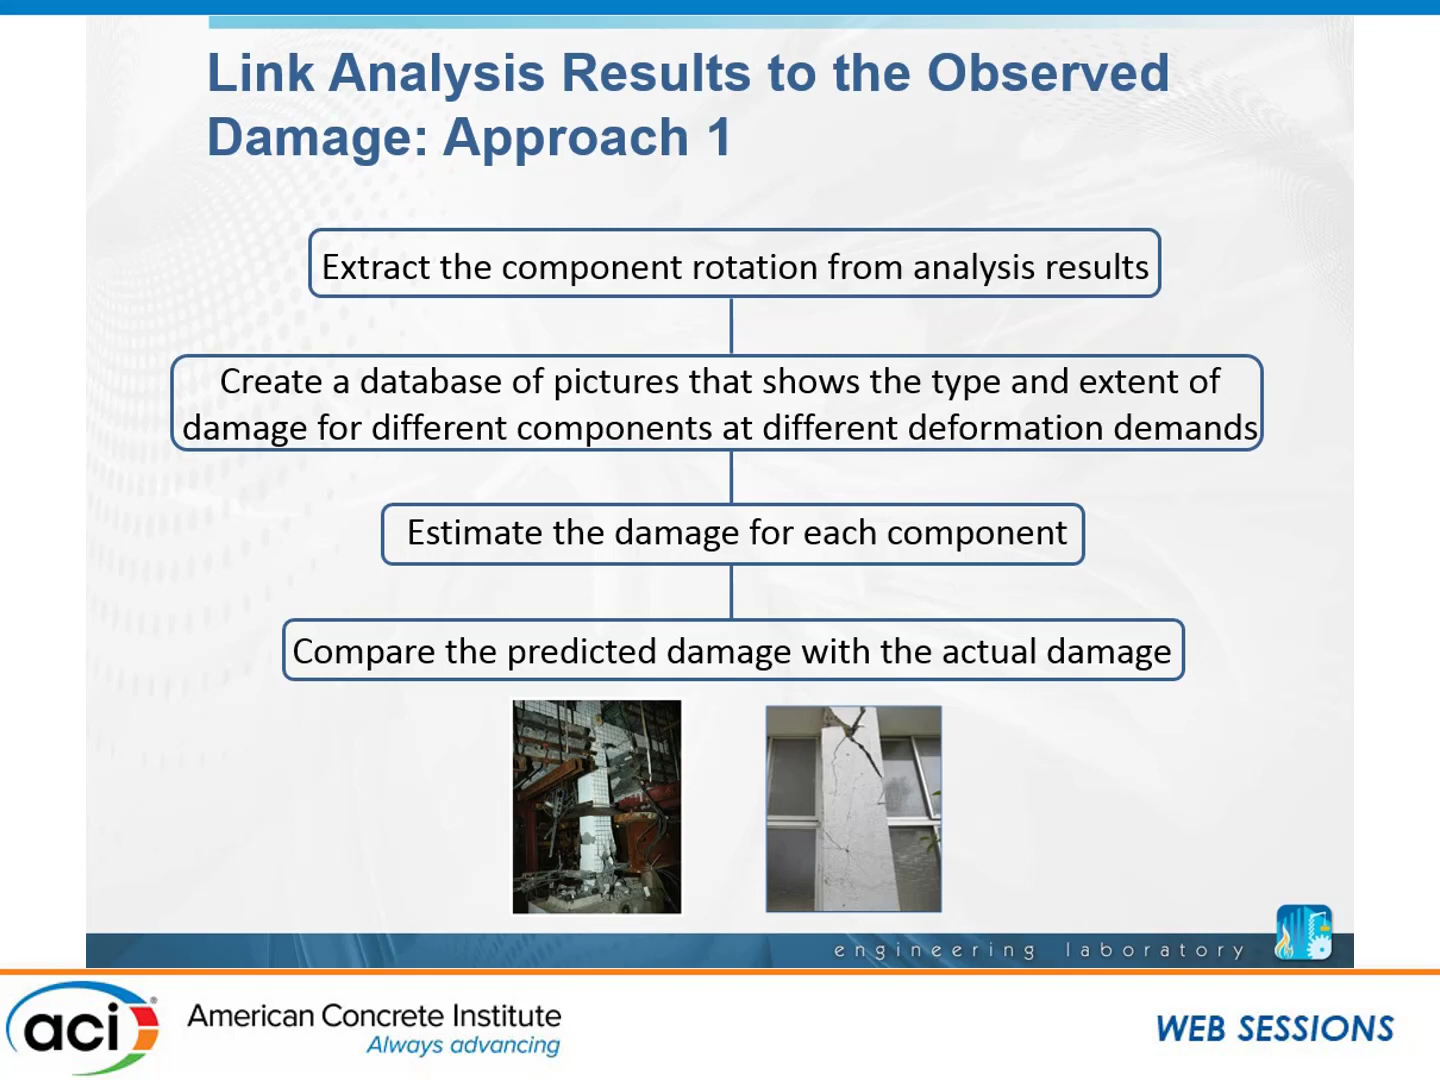 Link Analysis Results to the Observed
Damage: Approach 1
Extract the component rotation from analysis results
Create a database of pictures that shows the type and extent of
damage for different components at different deformation demands
Estimate the damage for each component
Compare the predicted damage with the actual damage
engineering laboratory
aci®
American Concrete Institute
Always advancing
WEB SESSIONS